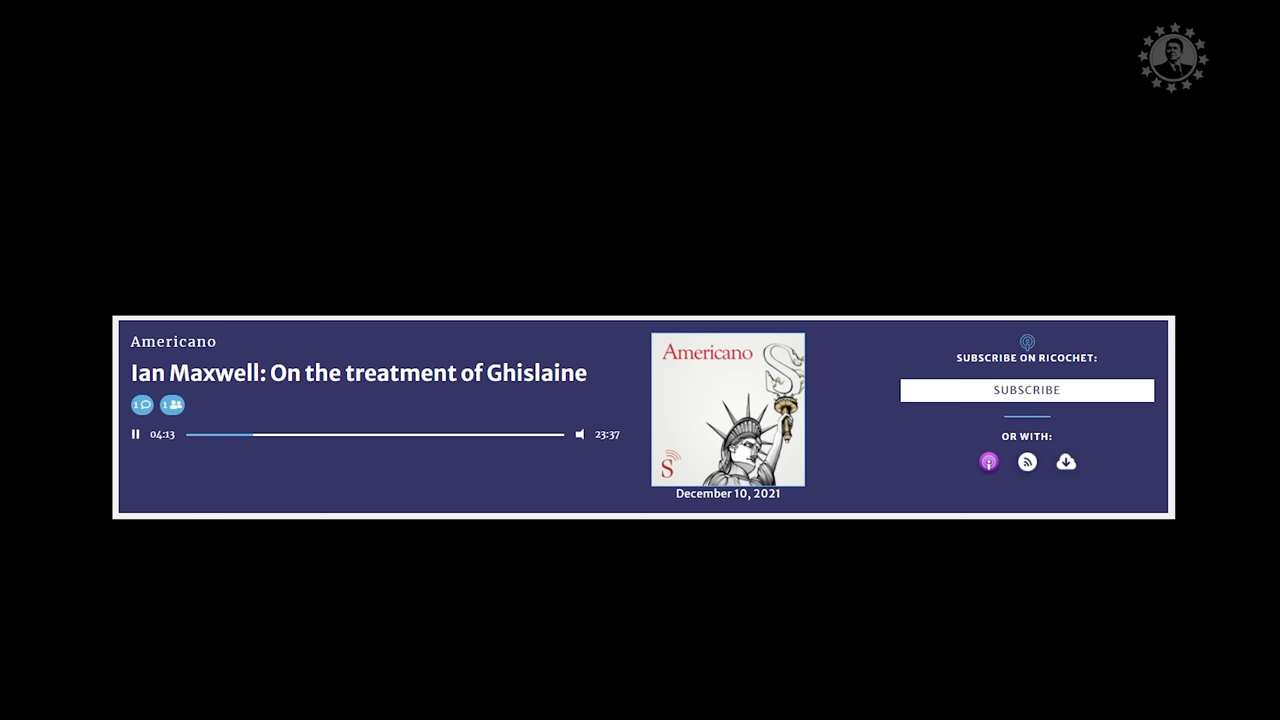 Americano
Ian Maxwell: On the treatment of Ghislaine
1 1
04:13 23:37
Americano
S
S
December 10, 2021
SUBSCRIBE ON RICOCHET:
SUBSCRIBE
OR WITH: